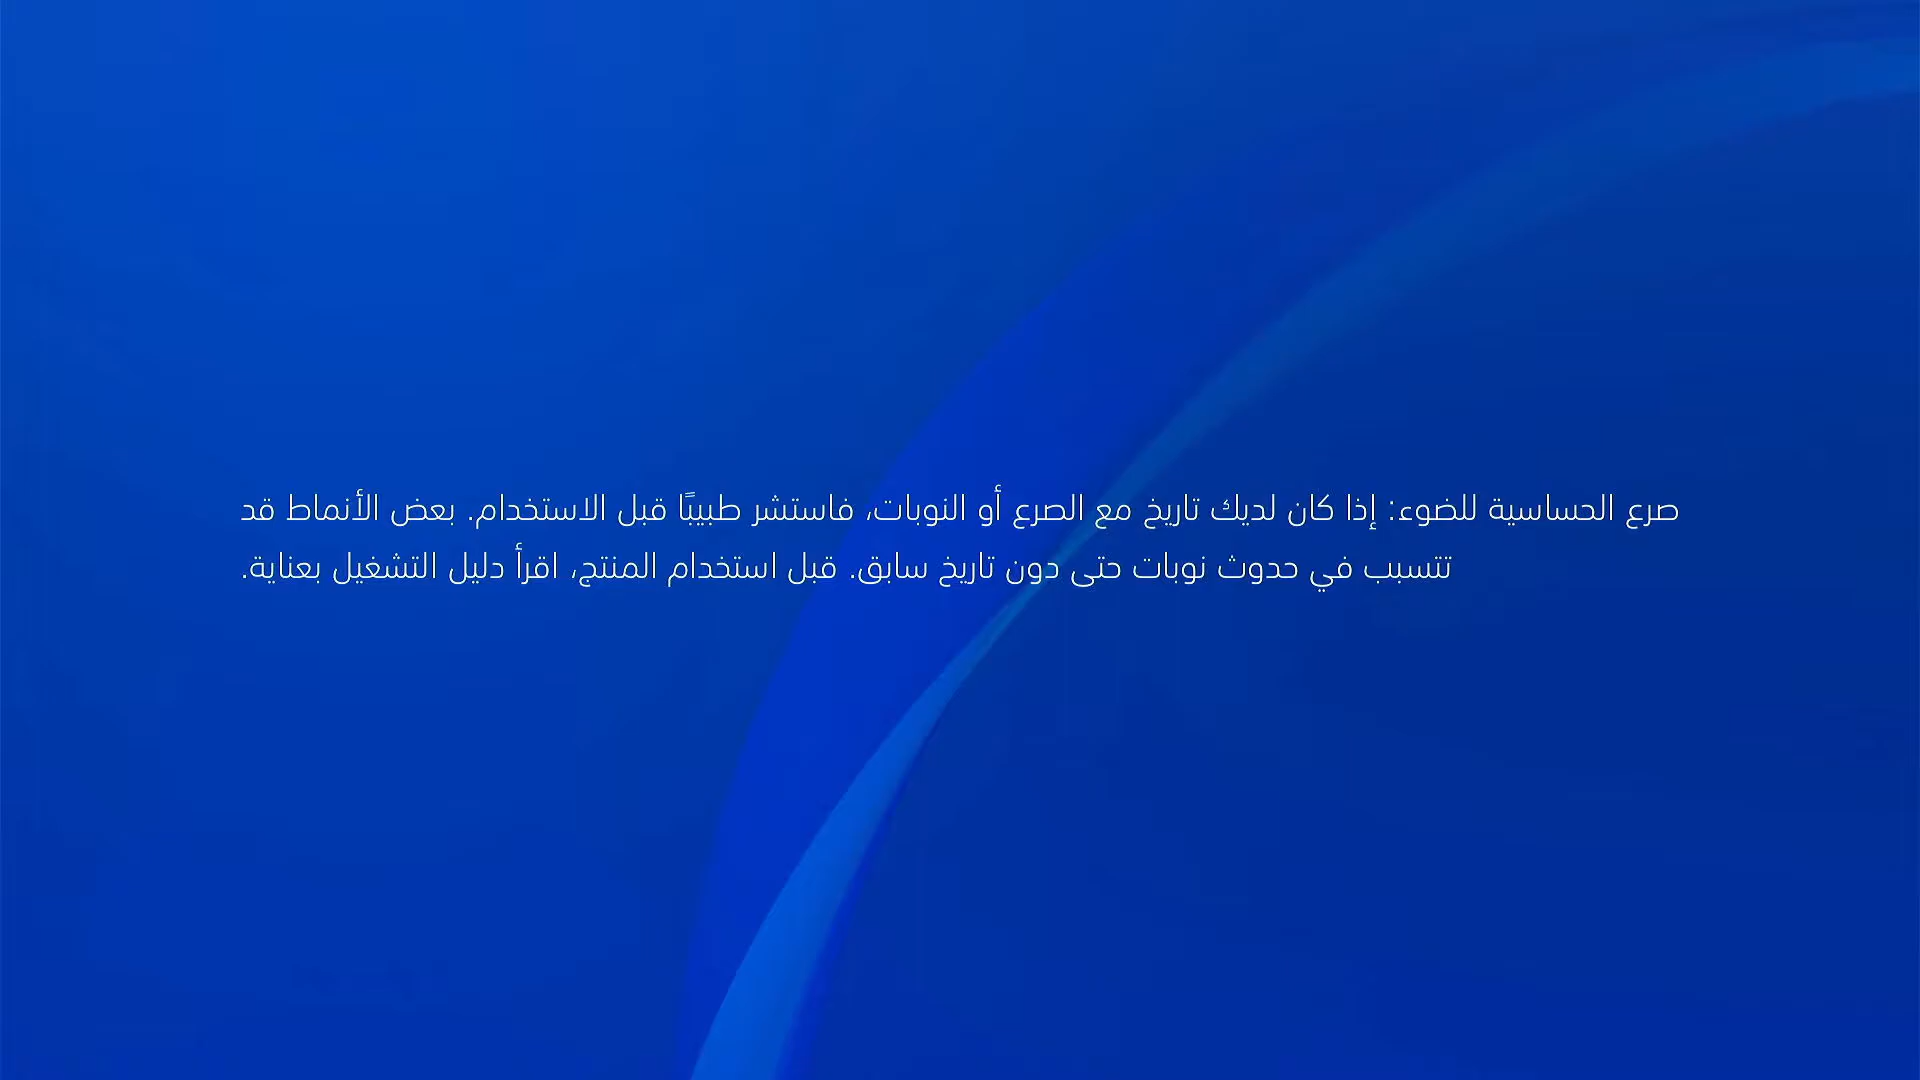 صرع الحساسية للضوء: إذا كان لديك تاريخ مع الصرع أو النوبات، فاستشر طبيبًا قبل الاستخدام. بعض الأنماط قد
تتسبب في حدوث نوبات حتى دون تاريخ سابق. قبل استخدام المنتج، اقرأ دليل التشغيل بعناية.